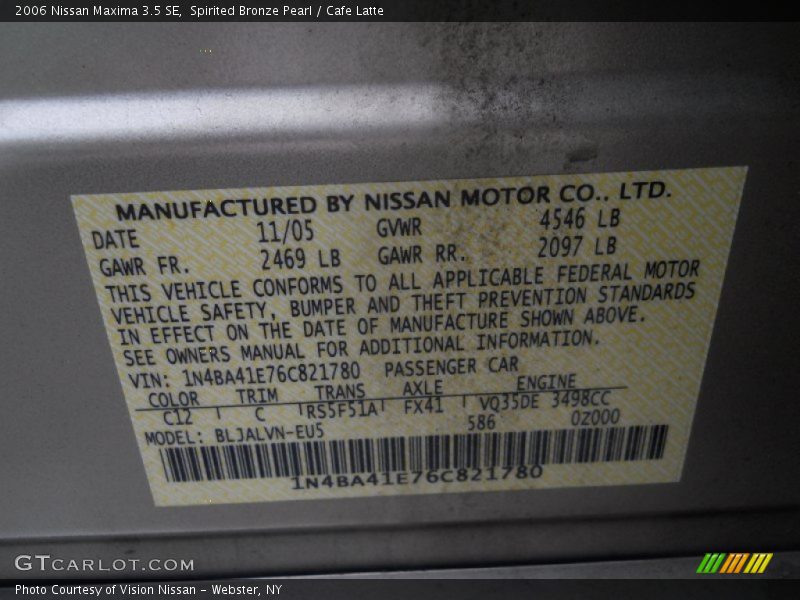 2006 Nissan Maxima 3.5 SE, Spirited Bronze Pearl / Cafe Latte
MANUFACTURED BY NISSAN MOTOR CO., LTD.
DATE 11/05 GVWR 4546 LB
GAWR FR. 2469 LB GAWR RR. 2097 LB
THIS VEHICLE CONFORMS TO ALL APPLICABLE FEDERAL MOTOR
VEHICLE SAFETY, BUMPER AND THEFT PREVENTION STANDARDS
IN EFFECT ON THE DATE OF MANUFACTURE SHOWN ABOVE.
SEE OWNERS MANUAL FOR ADDITIONAL INFORMATION.
VIN: 1N4BA41E76C821780 PASSENGER CAR
COLOR TRIM TRANS AXLE ENGINE
C12 C RS5F51A FX41 VQ35DE 3498CC
586 0Z000
MODEL: BLJALVN-EU5
1N4BA41E76C821780
GTCARLOT.COM
Photo Courtesy of Vision Nissan - Webster, NY